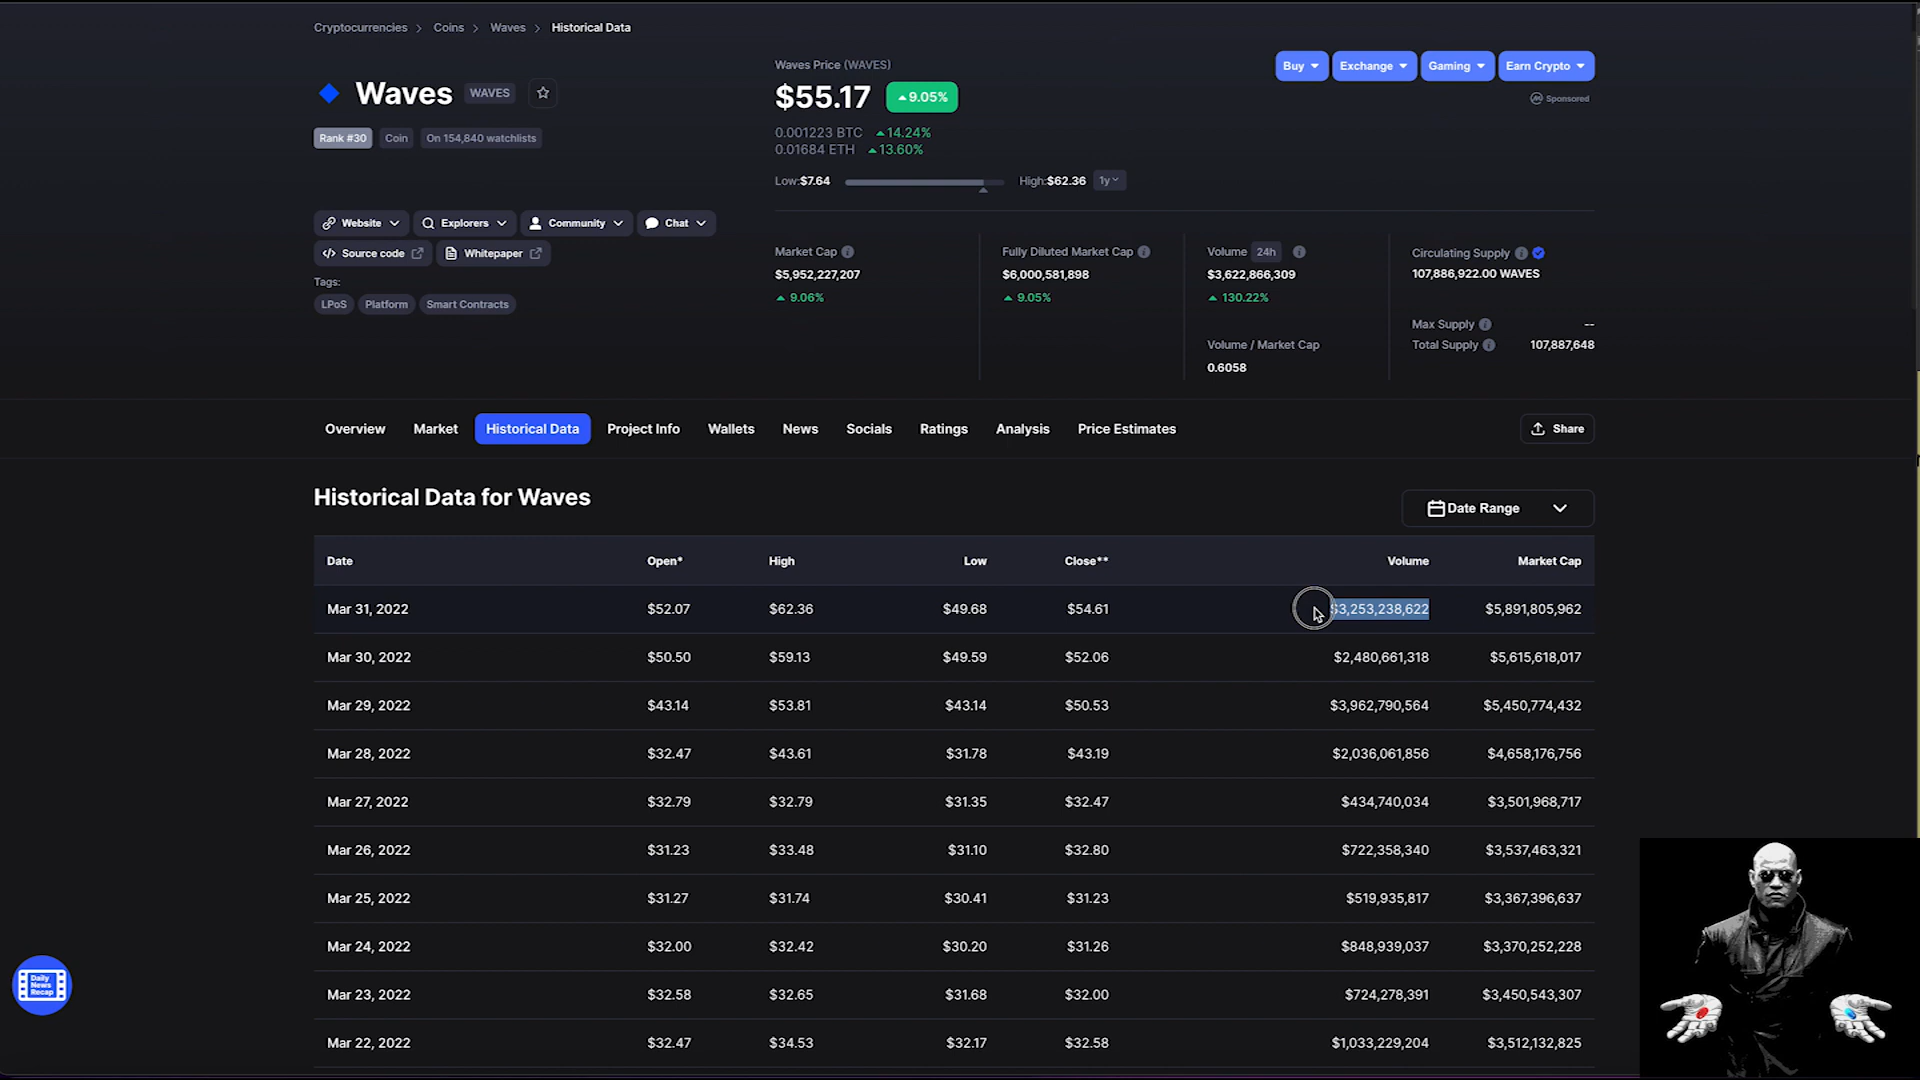 Cryptocurrencies > Coins > Waves > Historical Data
Waves WAVES
Rank #30 Coin On 154,840 watchlists
Website Explorers Community Chat
Source code Whitepaper
Tags:
LPoS Platform Smart Contracts
Waves Price (WAVES)
$55.17 9.05%
0.001223 BTC 14.24%
0.01684 ETH 13.60%
Low:$7.64 High:$62.36 1y
Buy Exchange Gaming Earn Crypto
Sponsored
Market Cap
$5,952,227,207
9.06%
Fully Diluted Market Cap
$6,000,581,898
9.05%
Volume 24h
$3,622,866,309
130.22%
Volume / Market Cap
0.6058
Circulating Supply
107,886,922.00 WAVES
Max Supply --
Total Supply 107,887,648
Overview Market Historical Data Project Info Wallets News Socials Ratings Analysis Price Estimates Share
Historical Data for Waves
Date Range
Date Open* High Low Close** Volume Market Cap
Mar 31, 2022 $52.07 $62.36 $49.68 $54.61 $3,253,238,622 $5,891,805,962
Mar 30, 2022 $50.50 $59.13 $49.59 $52.06 $2,480,661,318 $5,615,618,017
Mar 29, 2022 $43.14 $53.81 $43.14 $50.53 $3,962,790,564 $5,450,774,432
Mar 28, 2022 $32.47 $43.61 $31.78 $43.19 $2,036,061,856 $4,658,176,756
Mar 27, 2022 $32.79 $32.79 $31.35 $32.47 $434,740,034 $3,501,968,717
Mar 26, 2022 $31.23 $33.48 $31.10 $32.80 $722,358,340 $3,537,463,321
Mar 25, 2022 $31.27 $31.74 $30.41 $31.23 $519,935,817 $3,367,396,637
Mar 24, 2022 $32.00 $32.42 $30.20 $31.26 $848,939,037 $3,370,252,228
Mar 23, 2022 $32.58 $32.65 $31.68 $32.00 $724,278,391 $3,450,543,307
Mar 22, 2022 $32.47 $34.53 $32.17 $32.58 $1,033,229,204 $3,512,132,825
Daily
News
Recap